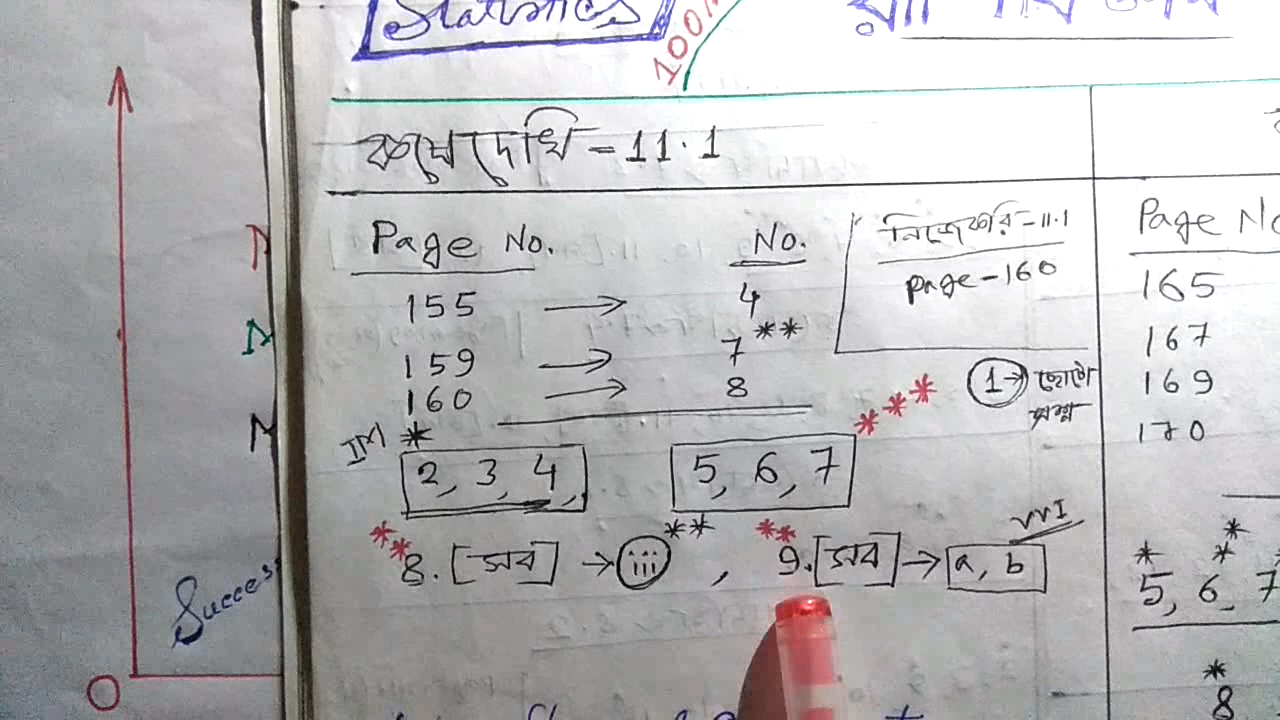 Statistics
100%
কষে দেখি - 11.1
Page No. No.
155 → 4
159 → 7 **
160 → 8
নিজে করি - 11.1
Page - 160
1 → ছোটো প্রশ্ন
IM *
2, 3, 4,
5, 6, 7 ***
** 8. [সব] → iii ** , ** 9. [সব] → a, b
VVI
Page No
165
167
169
170
* * *
5, 6, 7
*
8
Success
O